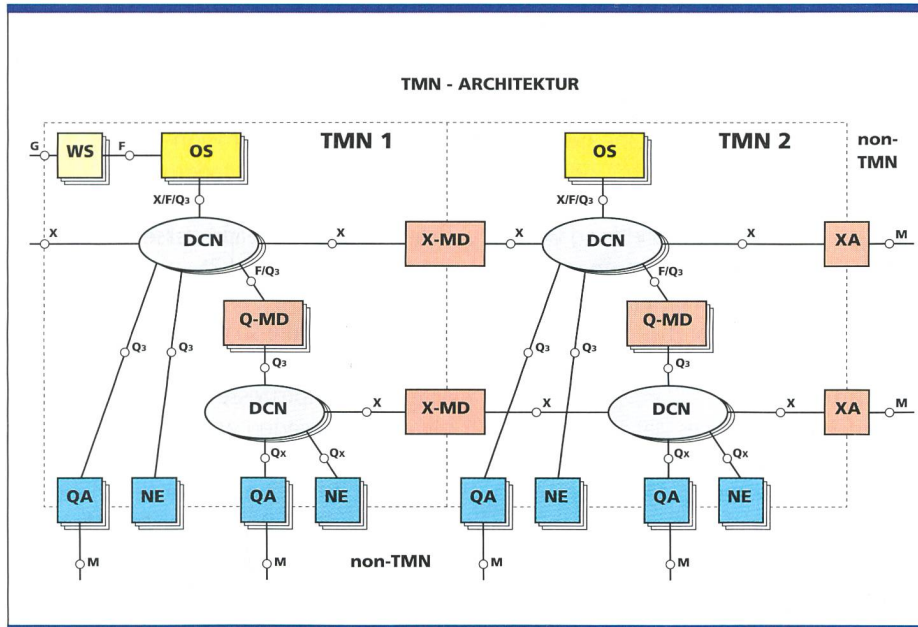 TMN - ARCHITEKTUR
TMN 1
TMN 2
non-
TMN
G
WS
F
OS
OS
X/F/Q3
X/F/Q3
X
DCN
X
X-MD
X
DCN
X
XA
M
F/Q3
F/Q3
Q-MD
Q-MD
Q3
Q3
Q3
Q3
Q3
Q3
DCN
X
X-MD
X
DCN
X
XA
M
Qx
Qx
Qx
Qx
QA
NE
QA
NE
QA
NE
QA
NE
M
M
non-TMN
M
M